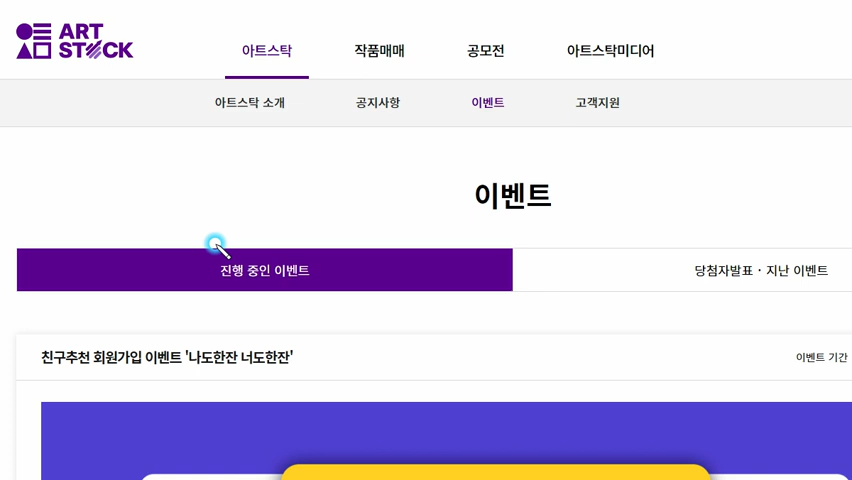 ART
STOCK
아트스탁 작품매매 공모전 아트스탁미디어
아트스탁 소개 공지사항 이벤트 고객지원
이벤트
진행 중인 이벤트 당첨자발표 · 지난 이벤트
친구추천 회원가입 이벤트 '나도한잔 너도한잔' 이벤트 기간